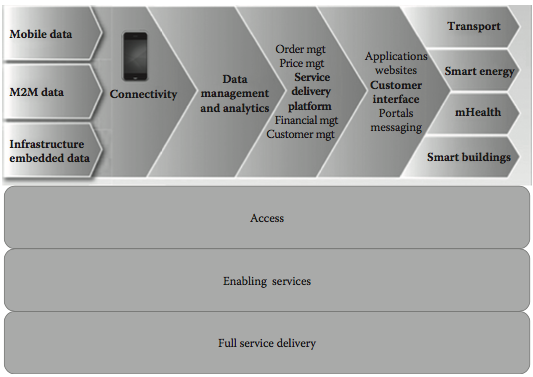 Mobile data
M2M data
Infrastructure
embedded data
Connectivity
Data
management
and analytics
Order mgt
Price mgt
Service
delivery
platform
Financial mgt
Customer mgt
Applications
websites
Customer
interface
Portals
messaging
Transport
Smart energy
mHealth
Smart buildings
Access
Enabling services
Full service delivery